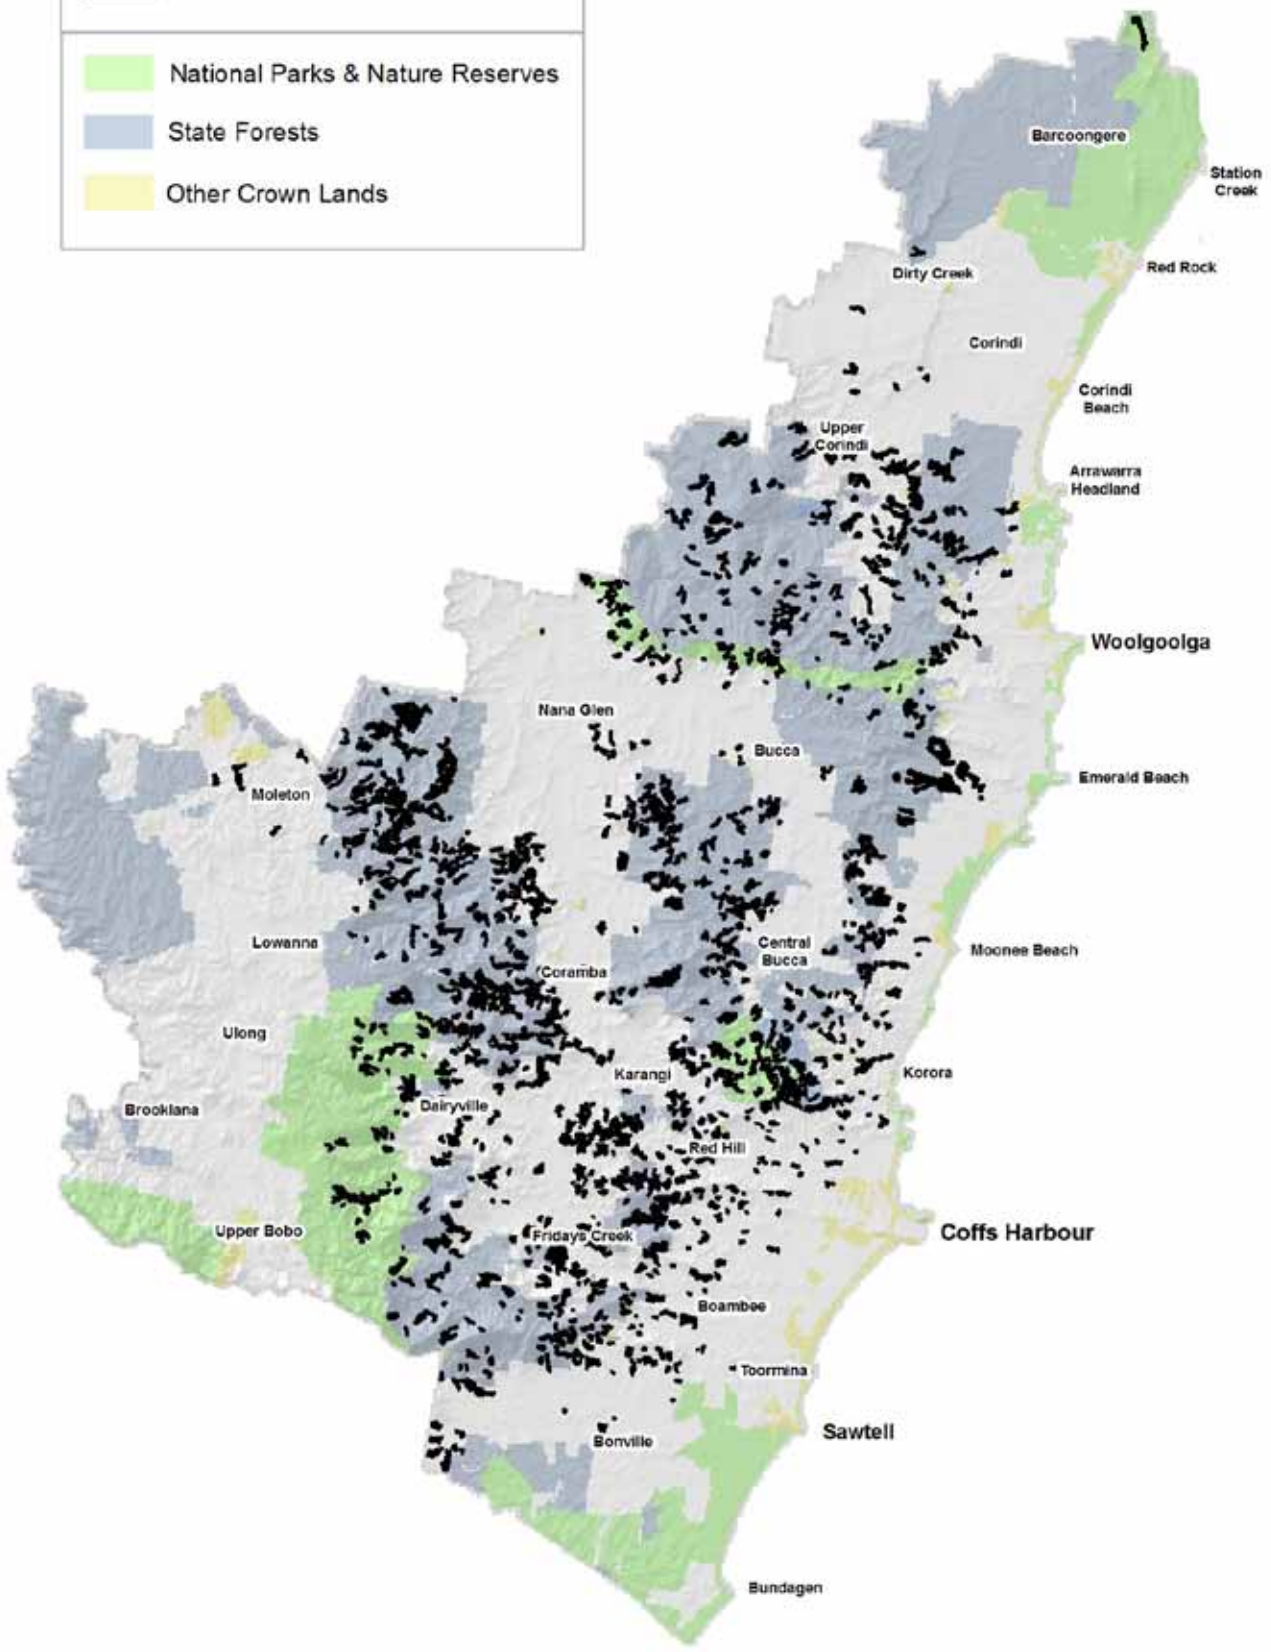 National Parks & Nature Reserves
State Forests
Other Crown Lands
Barcoongere
Station
Creek
Red Rock
Dirty Creek
Corindi
Corindi
Beach
Upper
Corindi
Arrawarra
Headland
Woolgoolga
Nana Glen
Bucca
Emerald Beach
Moleton
Lowanna
Central
Bucca
Moonee Beach
Coramba
Ulong
Karangi
Korora
Brooklana
Dairyville
Red Hill
Upper Bobo
Fridays Creek
Coffs Harbour
Boambee
Toormina
Sawtell
Bonville
Bundagen